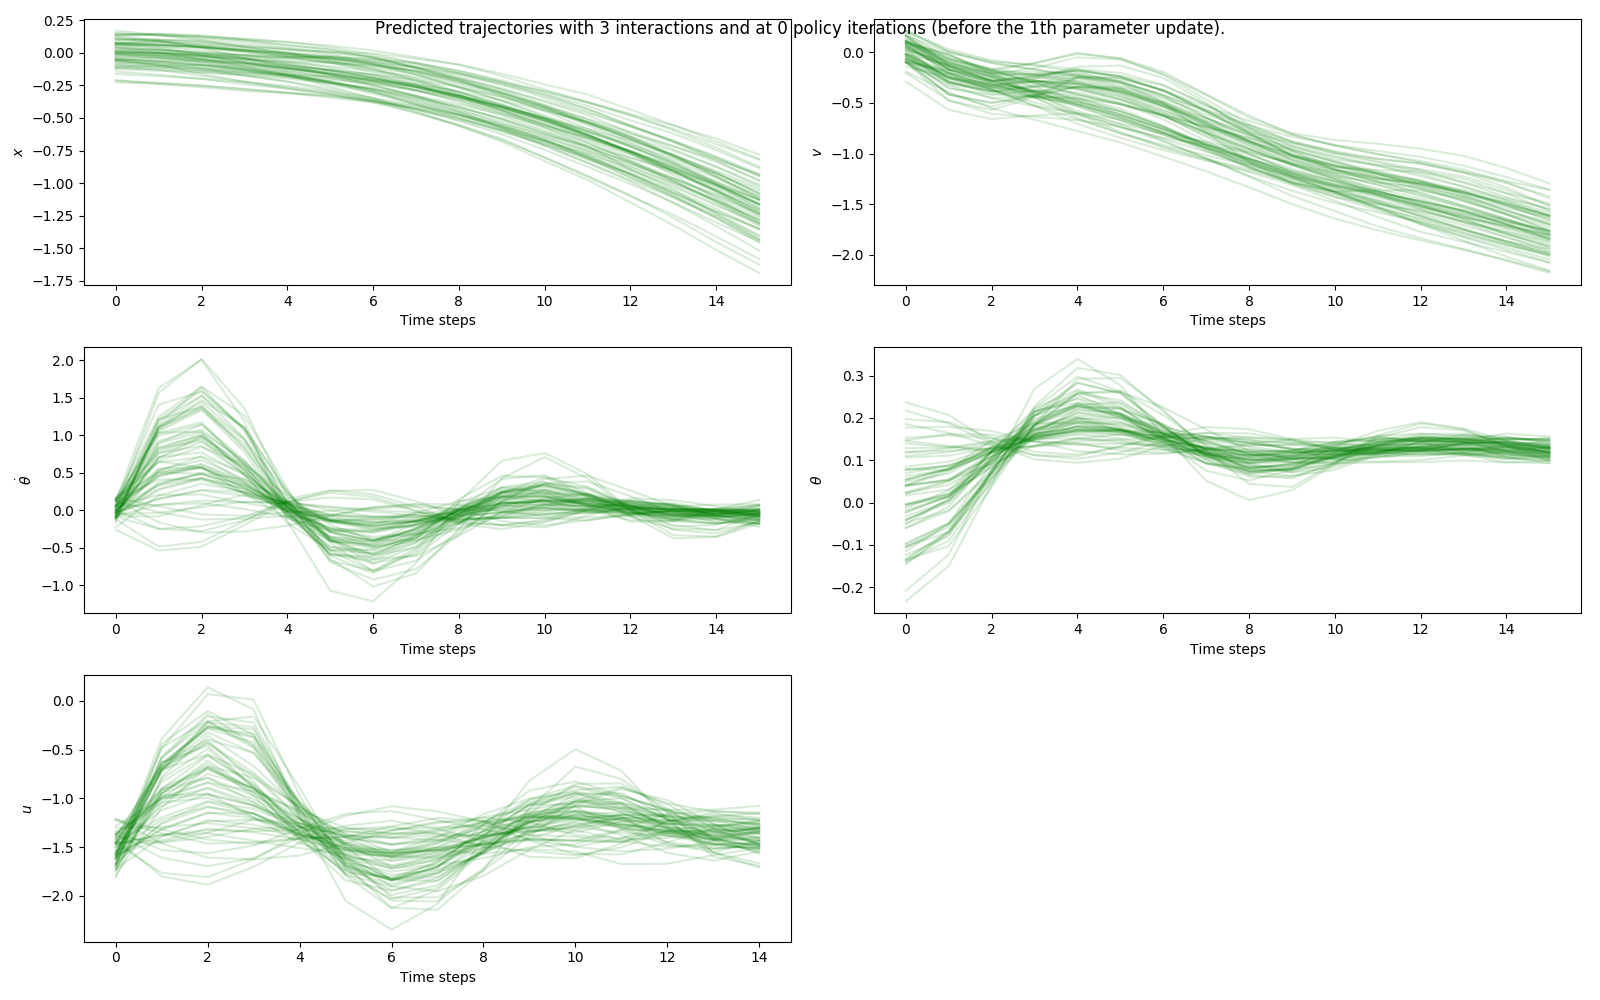 Predicted trajectories with 3 interactions and at 0 policy iterations (before the 1th parameter update).
0.25
0.00
−0.25
−0.50
−0.75
−1.00
−1.25
−1.50
−1.75
x
0 2 4 6 8 10 12 14
Time steps
0.0
−0.5
−1.0
−1.5
−2.0
v
0 2 4 6 8 10 12 14
Time steps
2.0
1.5
1.0
0.5
0.0
−0.5
−1.0
θ̇
0 2 4 6 8 10 12 14
Time steps
0.3
0.2
0.1
0.0
−0.1
−0.2
θ
0 2 4 6 8 10 12 14
Time steps
0.0
−0.5
−1.0
−1.5
−2.0
u
0 2 4 6 8 10 12 14
Time steps